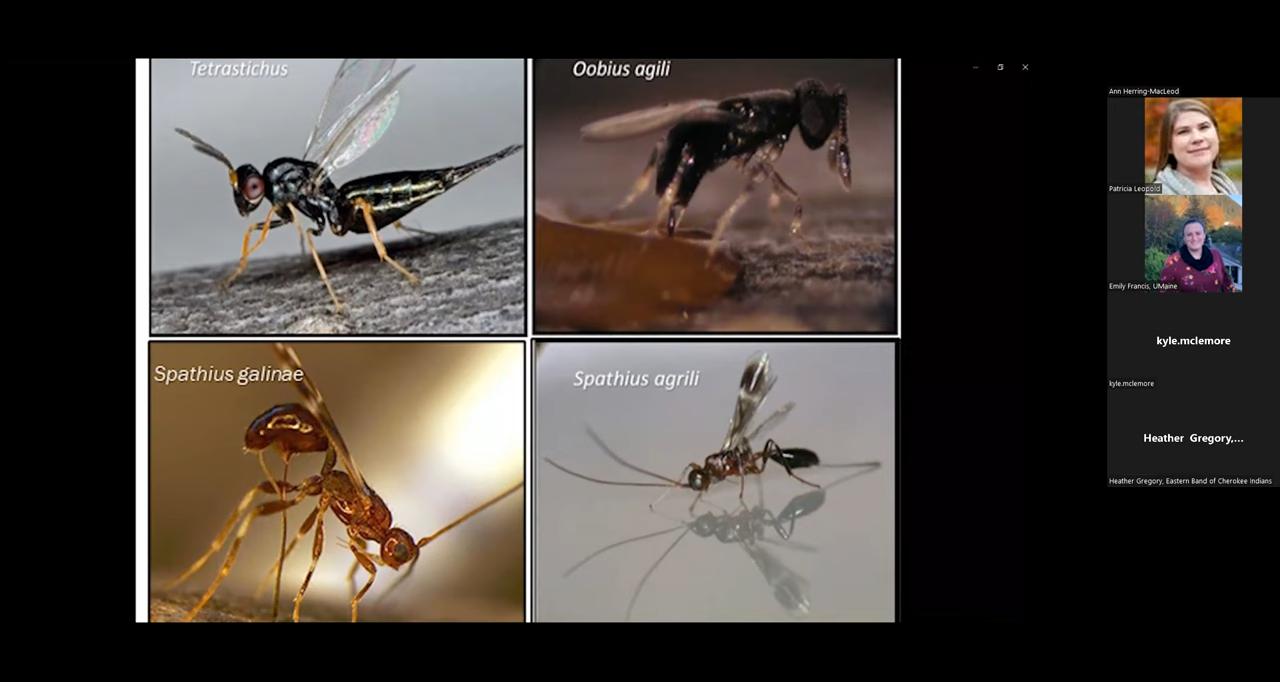 Tetrastichus
Oobius agili
Spathius galinae
Spathius agrili
Ann Herring-MacLeod
Patricia Leopold
Emily Francis, UMaine
kyle.mclemore
kyle.mclemore
Heather Gregory,...
Heather Gregory, Eastern Band of Cherokee Indians